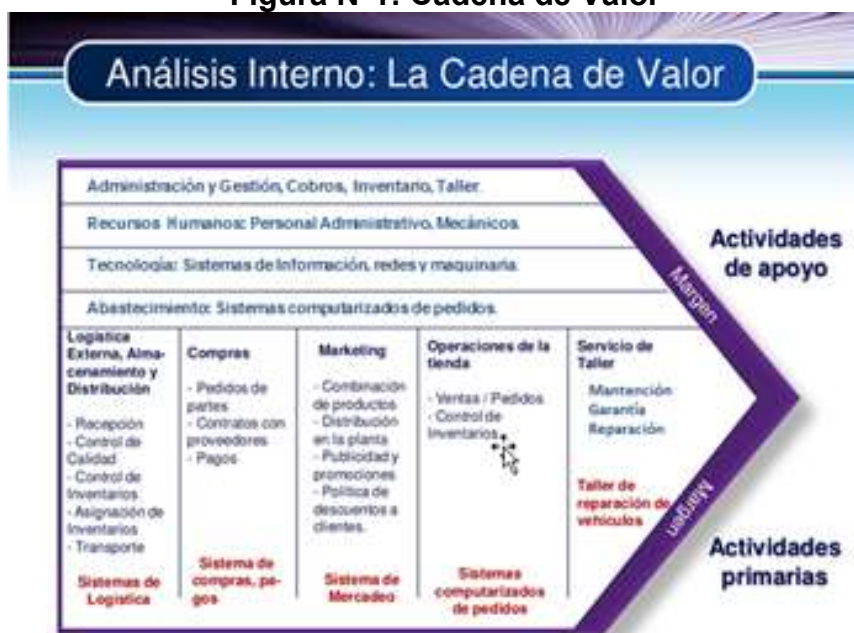 Figura N°1: Cadena de Valor
Análisis Interno: La Cadena de Valor
Administración y Gestión, Cobros, Inventario, Taller.
Recursos Humanos: Personal Administrativo, Mecánicos.
Tecnología: Sistemas de Información, redes y maquinaria.
Abastecimiento: Sistemas computarizados de pedidos.
Actividades
de apoyo
Margen
Logística
Externa, Alma-
cenamiento y
Distribución
- Recepción
- Control de
Calidad
- Control de
Inventarios
- Asignación de
Inventarios
- Transporte
Sistemas de
Logística
Compras
- Pedidos de
partes
- Contratos con
proveedores
- Pagos
Sistema de
compras, pa-
gos
Marketing
- Combinación
de productos
- Distribución
en la planta
- Publicidad y
promociones
- Política de
descuentos a
clientes.
Sistema de
Mercadeo
Operaciones de la
tienda
- Ventas / Pedidos
- Control de
Inventarios
Sistemas
computarizados
de pedidos
Servicio de
Taller
Mantención
Garantía
Reparación
Taller de
reparación de
vehículos
Margen
Actividades
primarias